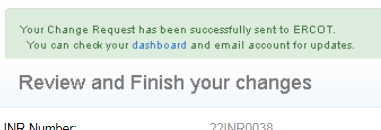 Your Change Request has been successfully sent to ERCOT.
You can check your dashboard and email account for updates.
Review and Finish your changes
INR Number: 22INR0038